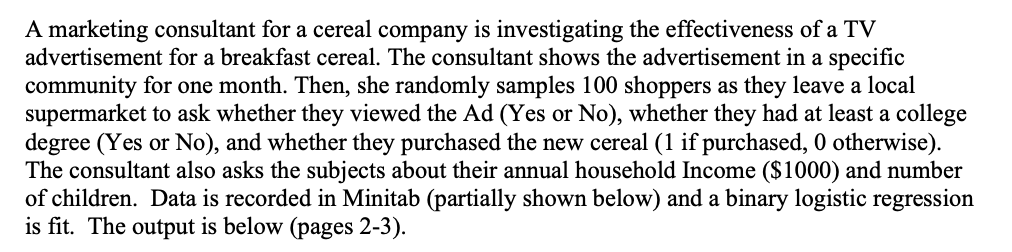 A marketing consultant for a cereal company is investigating the effectiveness of a TV
advertisement for a breakfast cereal. The consultant shows the advertisement in a specific
community for one month. Then, she randomly samples 100 shoppers as they leave a local
supermarket to ask whether they viewed the Ad (Yes or No), whether they had at least a college
degree (Yes or No), and whether they purchased the new cereal (1 if purchased, 0 otherwise).
The consultant also asks the subjects about their annual household Income ($1000) and number
of children. Data is recorded in Minitab (partially shown below) and a binary logistic regression
is fit. The output is below (pages 2-3).